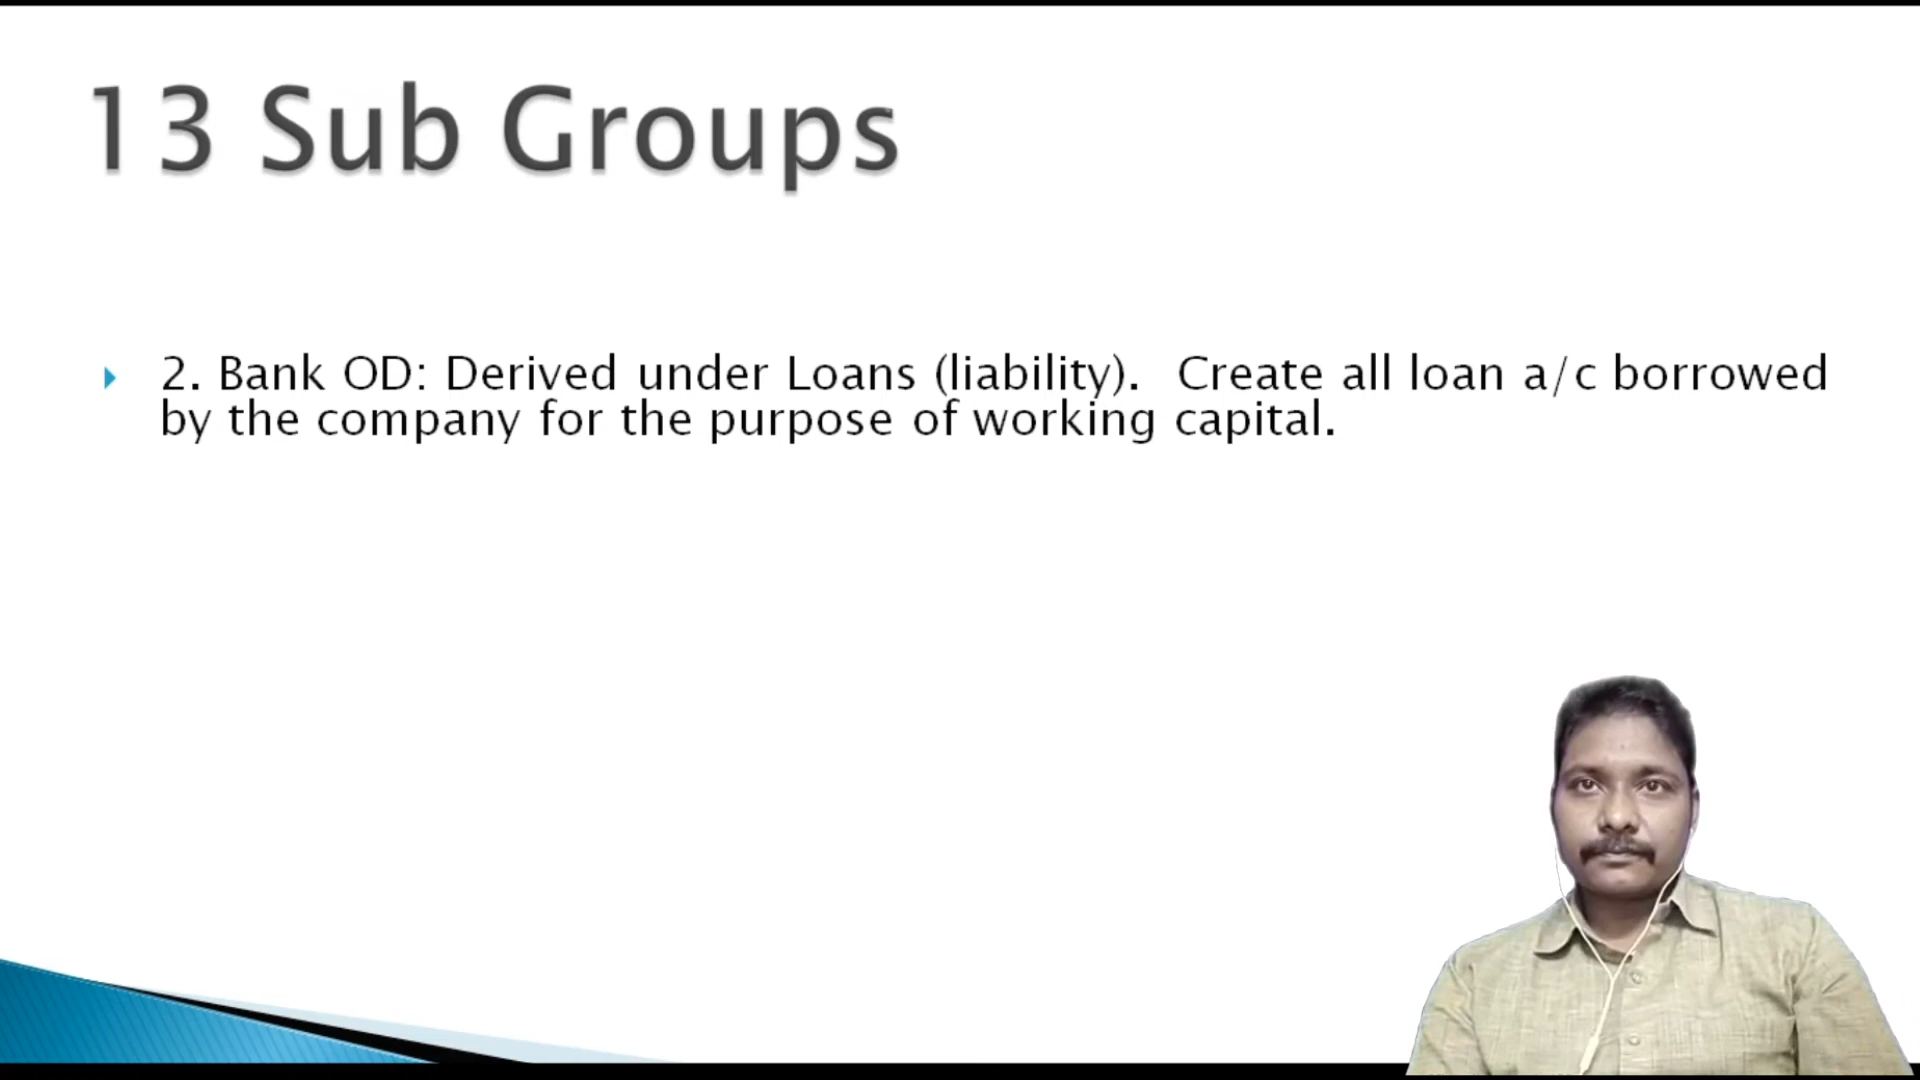 13 Sub Groups
2. Bank OD: Derived under Loans (liability).  Create all loan a/c borrowed
by the company for the purpose of working capital.